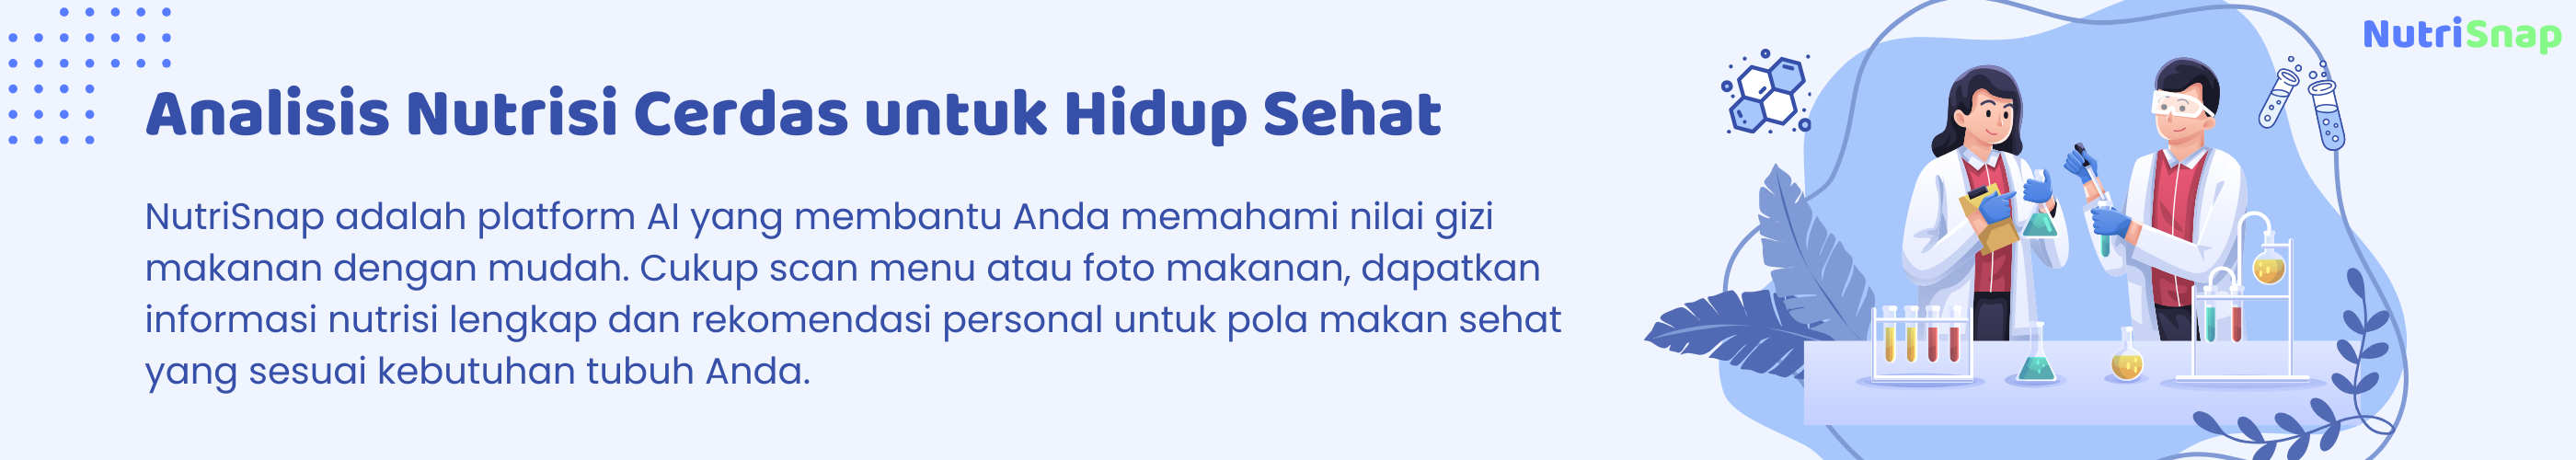 NutriSnap
Analisis Nutrisi Cerdas untuk Hidup Sehat
NutriSnap adalah platform AI yang membantu Anda memahami nilai gizi
makanan dengan mudah. Cukup scan menu atau foto makanan, dapatkan
informasi nutrisi lengkap dan rekomendasi personal untuk pola makan sehat
yang sesuai kebutuhan tubuh Anda.